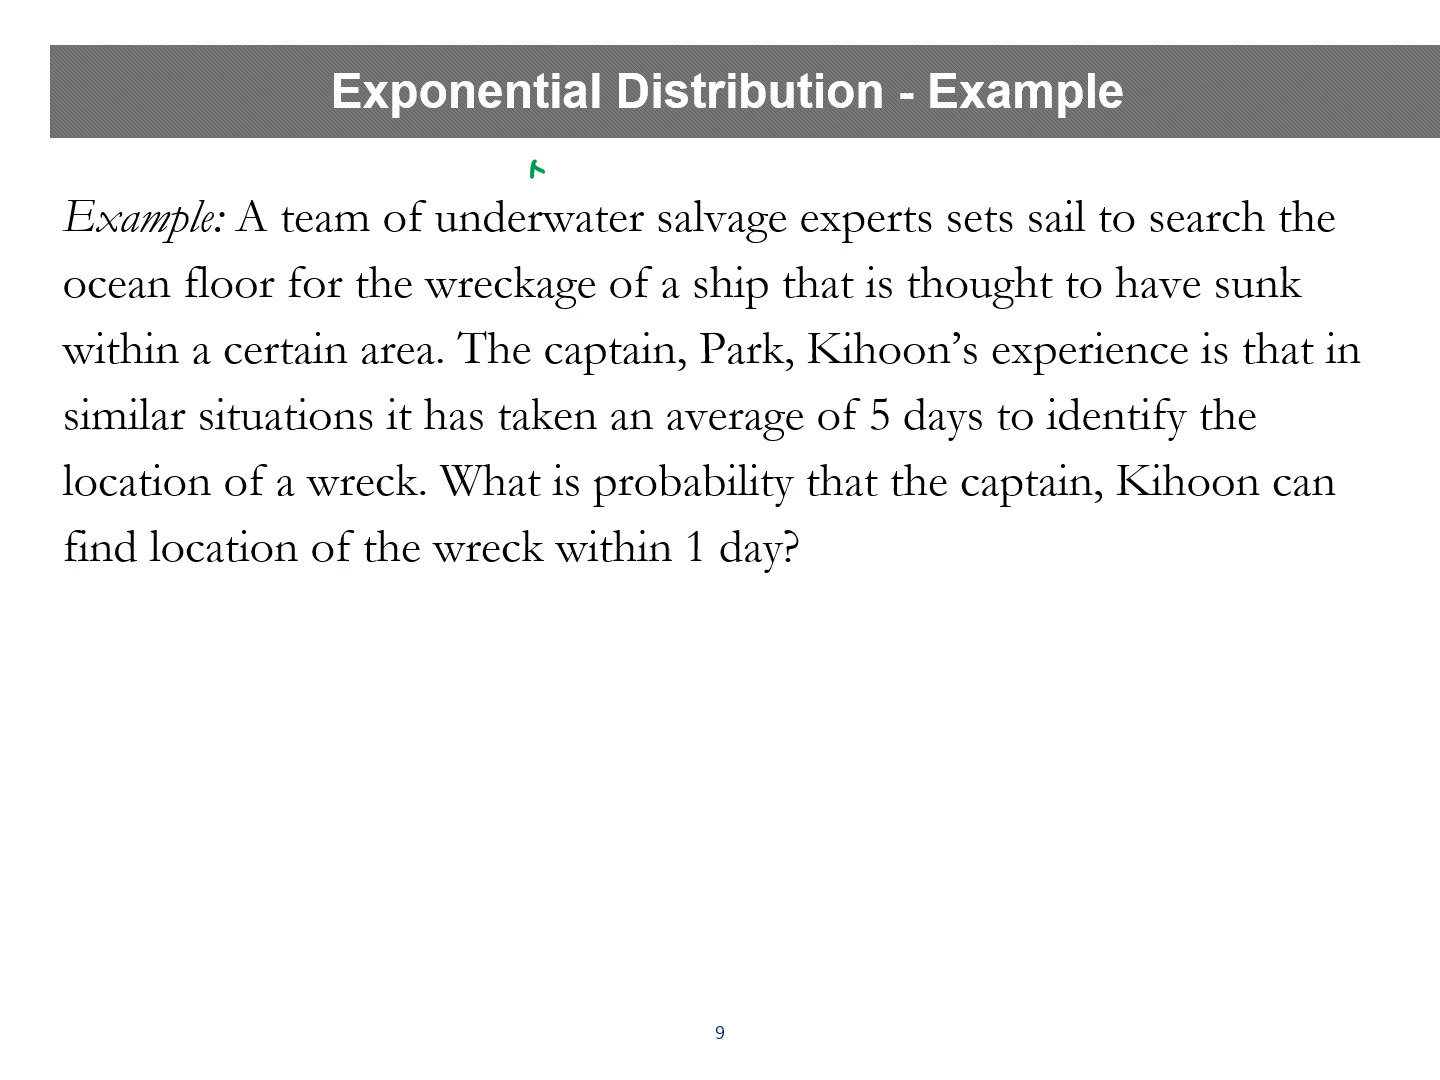 Exponential Distribution - Example
Example: A team of underwater salvage experts sets sail to search the
ocean floor for the wreckage of a ship that is thought to have sunk
within a certain area. The captain, Park, Kihoon’s experience is that in
similar situations it has taken an average of 5 days to identify the
location of a wreck. What is probability that the captain, Kihoon can
find location of the wreck within 1 day?
9